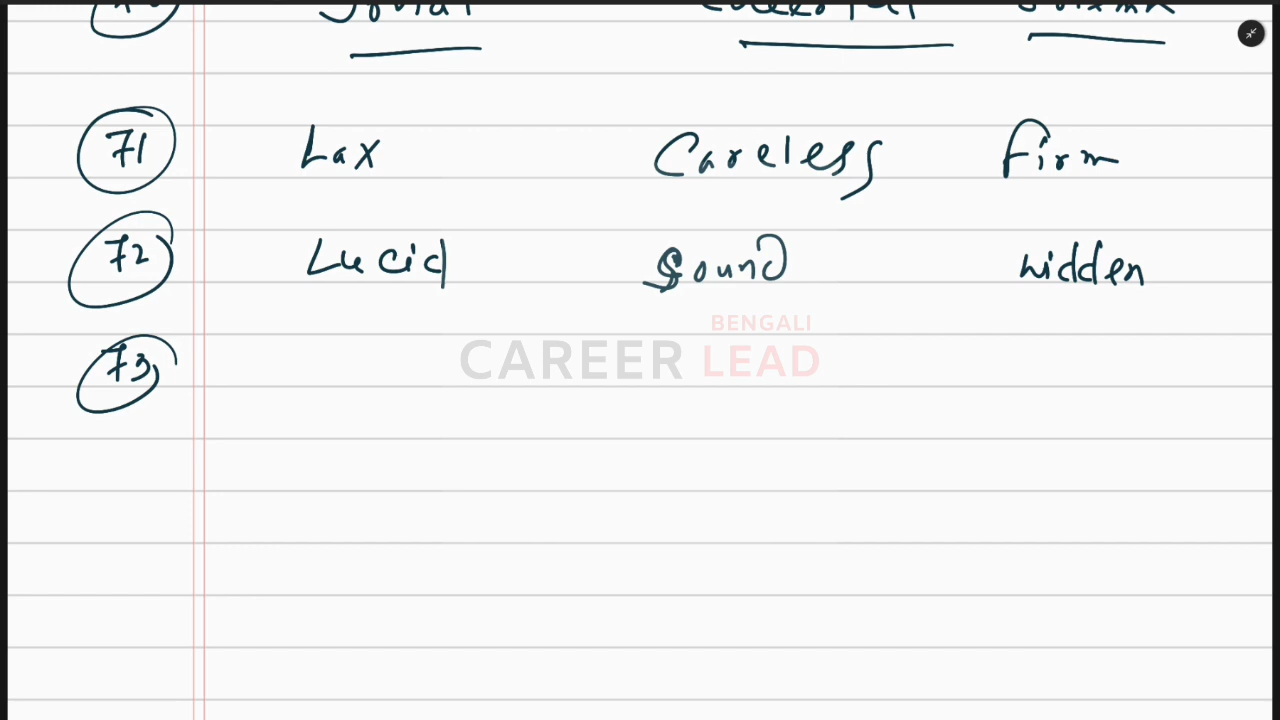 71 Lax Careless Firm
72 Lucid Sound Hidden
BENGALI
CAREER LEAD
73